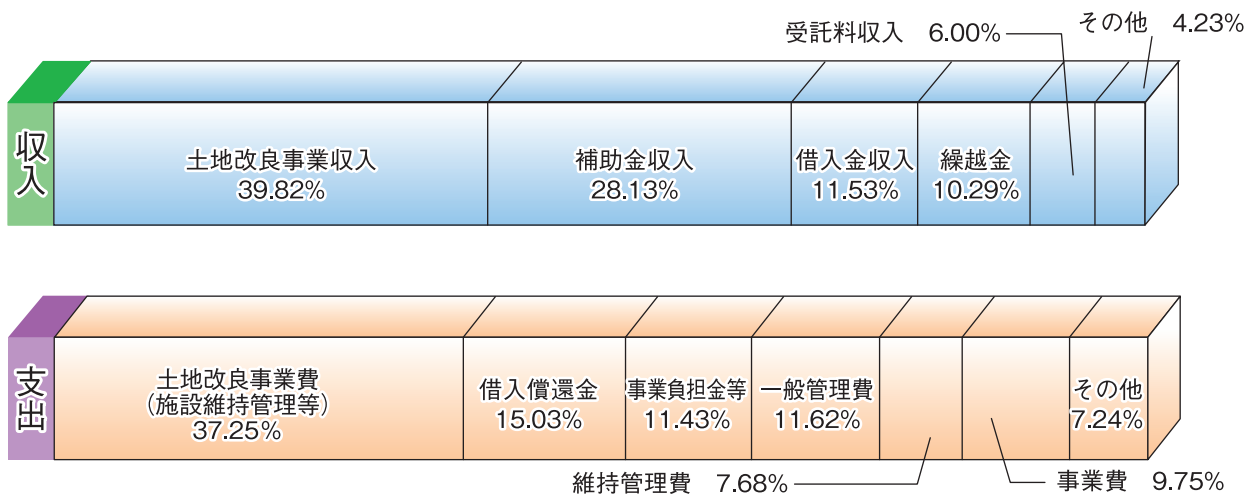 受託料収入 6.00%
その他 4.23%
収入
土地改良事業収入
39.82%
補助金収入
28.13%
借入金収入
11.53%
繰越金
10.29%
支出
土地改良事業費
(施設維持管理等)
37.25%
借入償還金
15.03%
事業負担金等
11.43%
一般管理費
11.62%
その他
7.24%
維持管理費 7.68%
事業費 9.75%